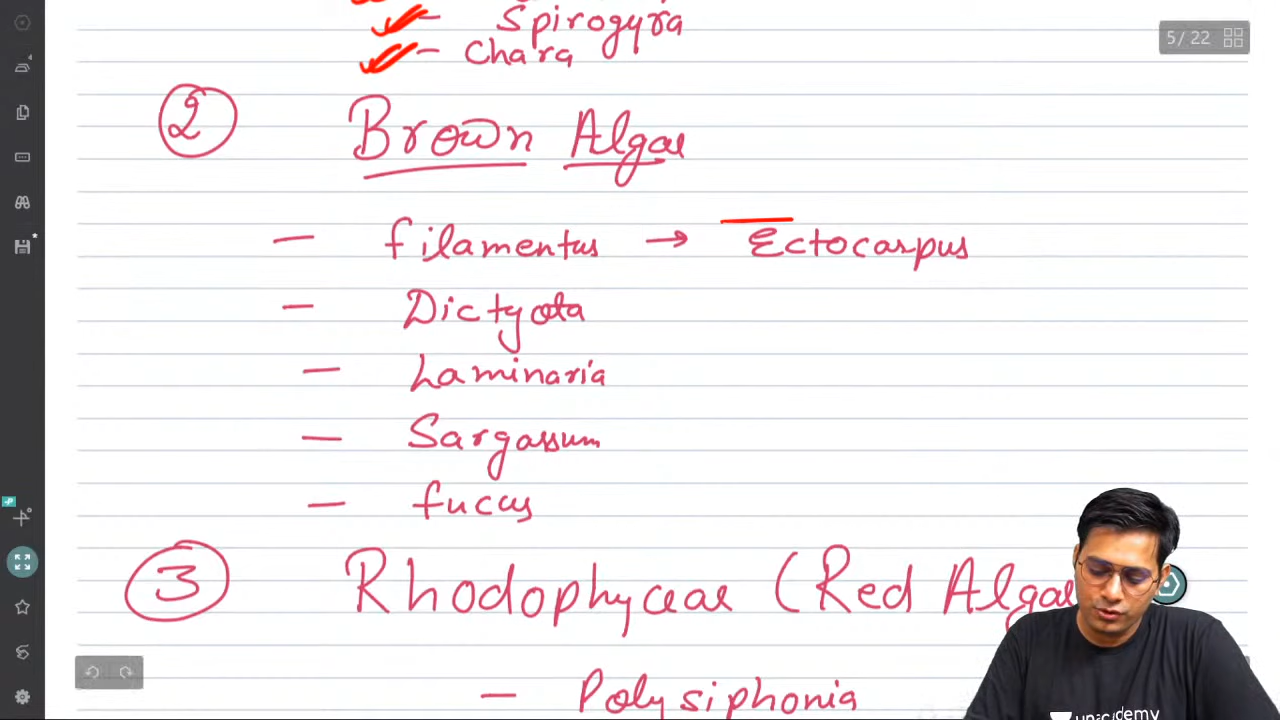 - Spirogyra
- Chara
5/22
2 Brown Algae
- filamentus → Ectocarpus
- Dictyota
- Laminaria
- Sargassum
- fucus
3 Rhodophyceae (Red Algae
- Polysiphonia
unacademy